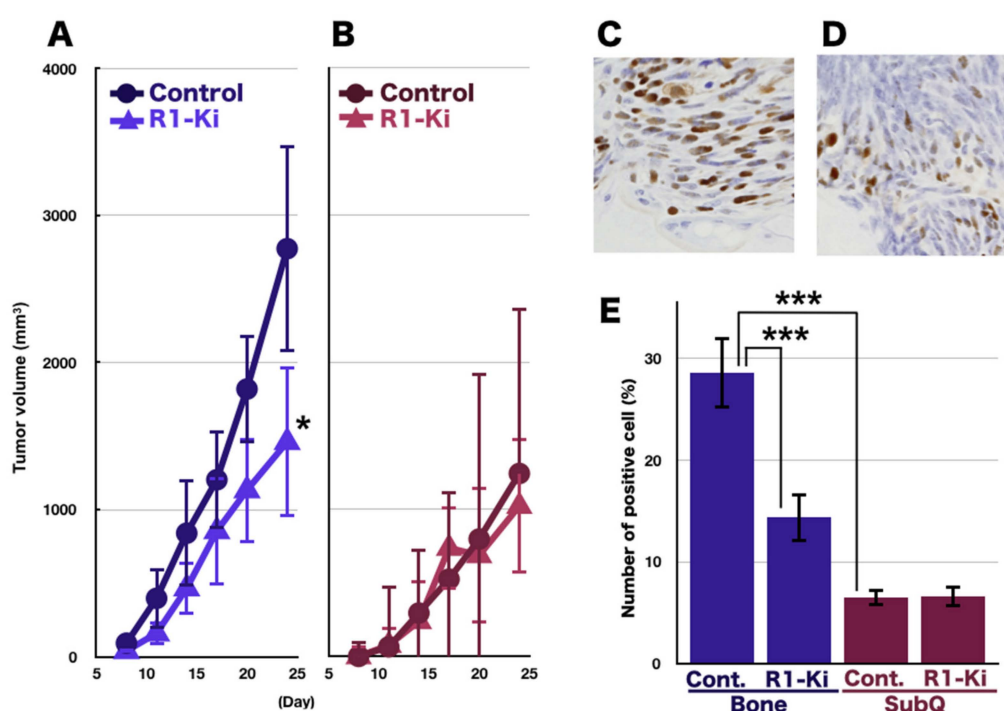 A
B
C
D
4000
3000
2000
1000
0
Tumor volume (mm³)
Control
R1-Ki
*
5 10 15 20 25
(Day)
Control
R1-Ki
5 10 15 20 25
E
***
***
30
20
10
0
Number of positive cell (%)
Cont. R1-Ki Cont. R1-Ki
Bone SubQ